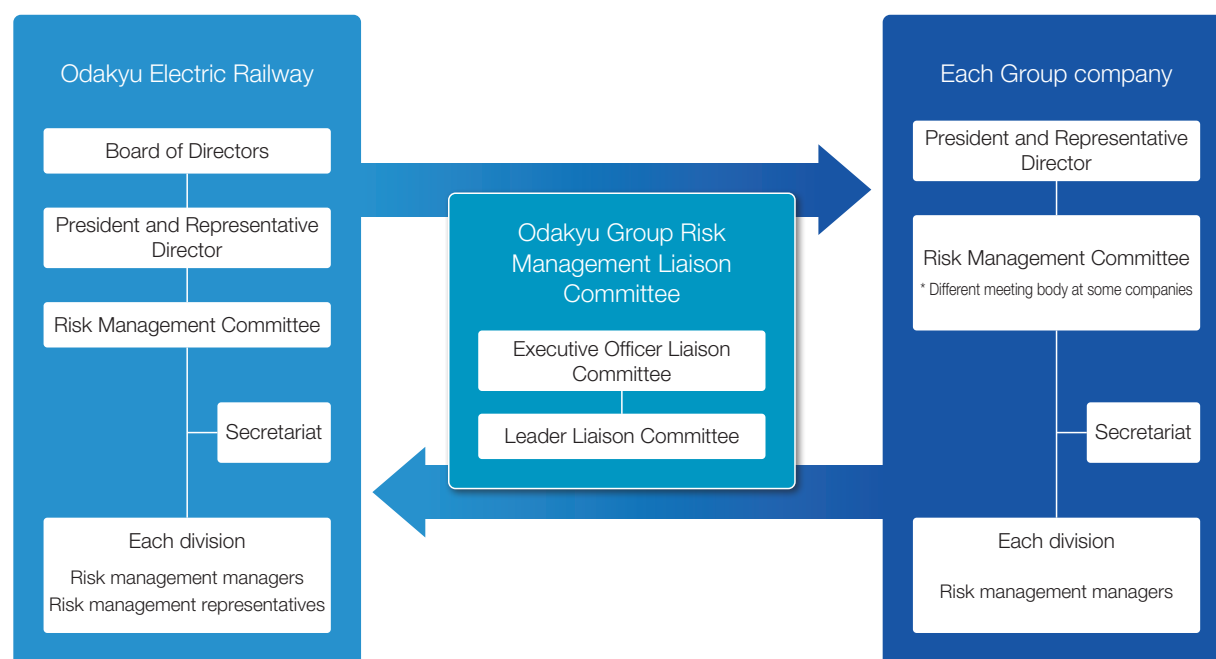 Odakyu Electric Railway
Board of Directors
President and Representative
Director
Risk Management Committee
Secretariat
Each division
Risk management managers
Risk management representatives
Odakyu Group Risk
Management Liaison
Committee
Executive Officer Liaison
Committee
Leader Liaison Committee
Each Group company
President and Representative
Director
Risk Management Committee
* Different meeting body at some companies
Secretariat
Each division
Risk management managers